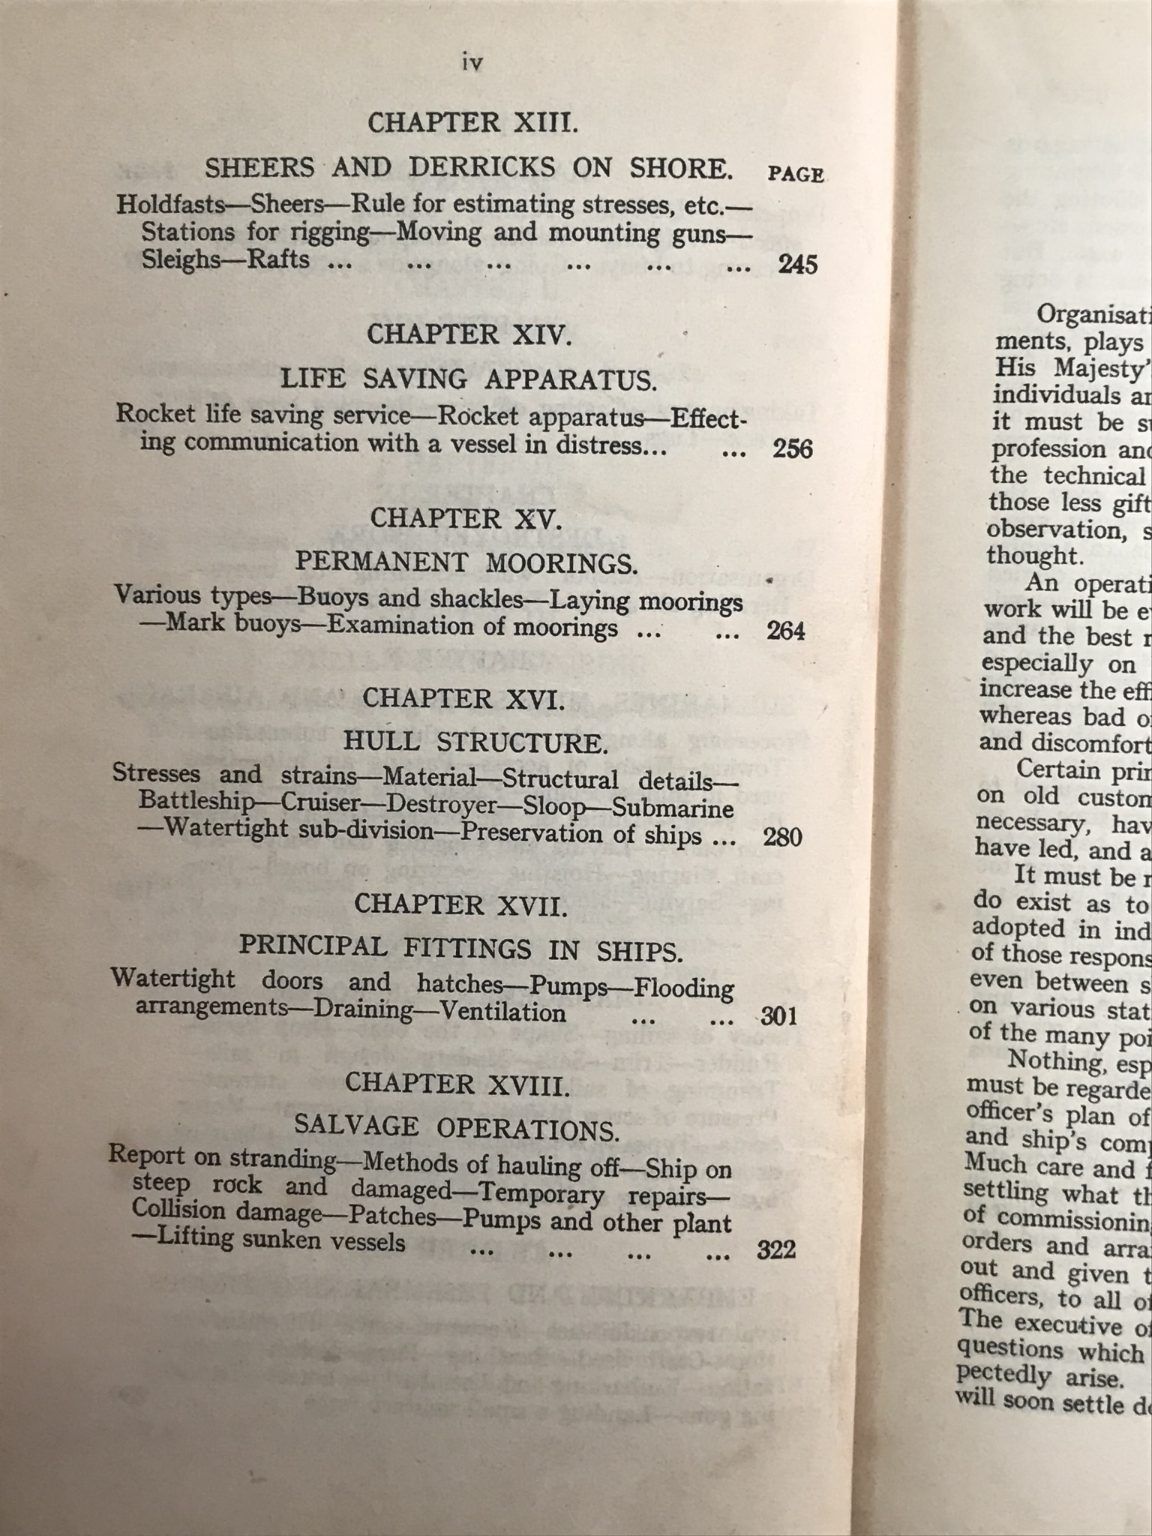 iv
CHAPTER XIII.
SHEERS AND DERRICKS ON SHORE. PAGE
Holdfasts—Sheers—Rule for estimating stresses, etc.—
Stations for rigging—Moving and mounting guns—
Sleighs—Rafts ... ... ... ... ... ... 245
CHAPTER XIV.
LIFE SAVING APPARATUS.
Rocket life saving service—Rocket apparatus—Effect-
ing communication with a vessel in distress... ... 256
CHAPTER XV.
PERMANENT MOORINGS.
Various types—Buoys and shackles—Laying moorings
—Mark buoys—Examination of moorings ... ... 264
CHAPTER XVI.
HULL STRUCTURE.
Stresses and strains—Material—Structural details—
Battleship—Cruiser—Destroyer—Sloop—Submarine
—Watertight sub-division—Preservation of ships ... 280
CHAPTER XVII.
PRINCIPAL FITTINGS IN SHIPS.
Watertight doors and hatches—Pumps—Flooding
arrangements—Draining—Ventilation ... ... 301
CHAPTER XVIII.
SALVAGE OPERATIONS.
Report on stranding—Methods of hauling off—Ship on
steep rock and damaged—Temporary repairs—
Collision damage—Patches—Pumps and other plant
—Lifting sunken vessels ... ... ... ... 322
Organisati
ments, plays
His Majesty'
individuals
it must be
profession
the technical
those less gift
observation,
thought.
An operati
work will be
and the best
especially on
increase the eff
whereas bad
and discomfort
Certain prin
on old custom
necessary, hav
have led, and
It must be
do exist as to
adopted in ind
of those respons
even between
on various stat
of the many poi
Nothing, esp
must be regarde
officer's plan of
and ship's comp
Much care and
settling what
of commissionin
orders and arra
out and given
officers, to all
The executive
questions which
pectedly arise.
will soon settle